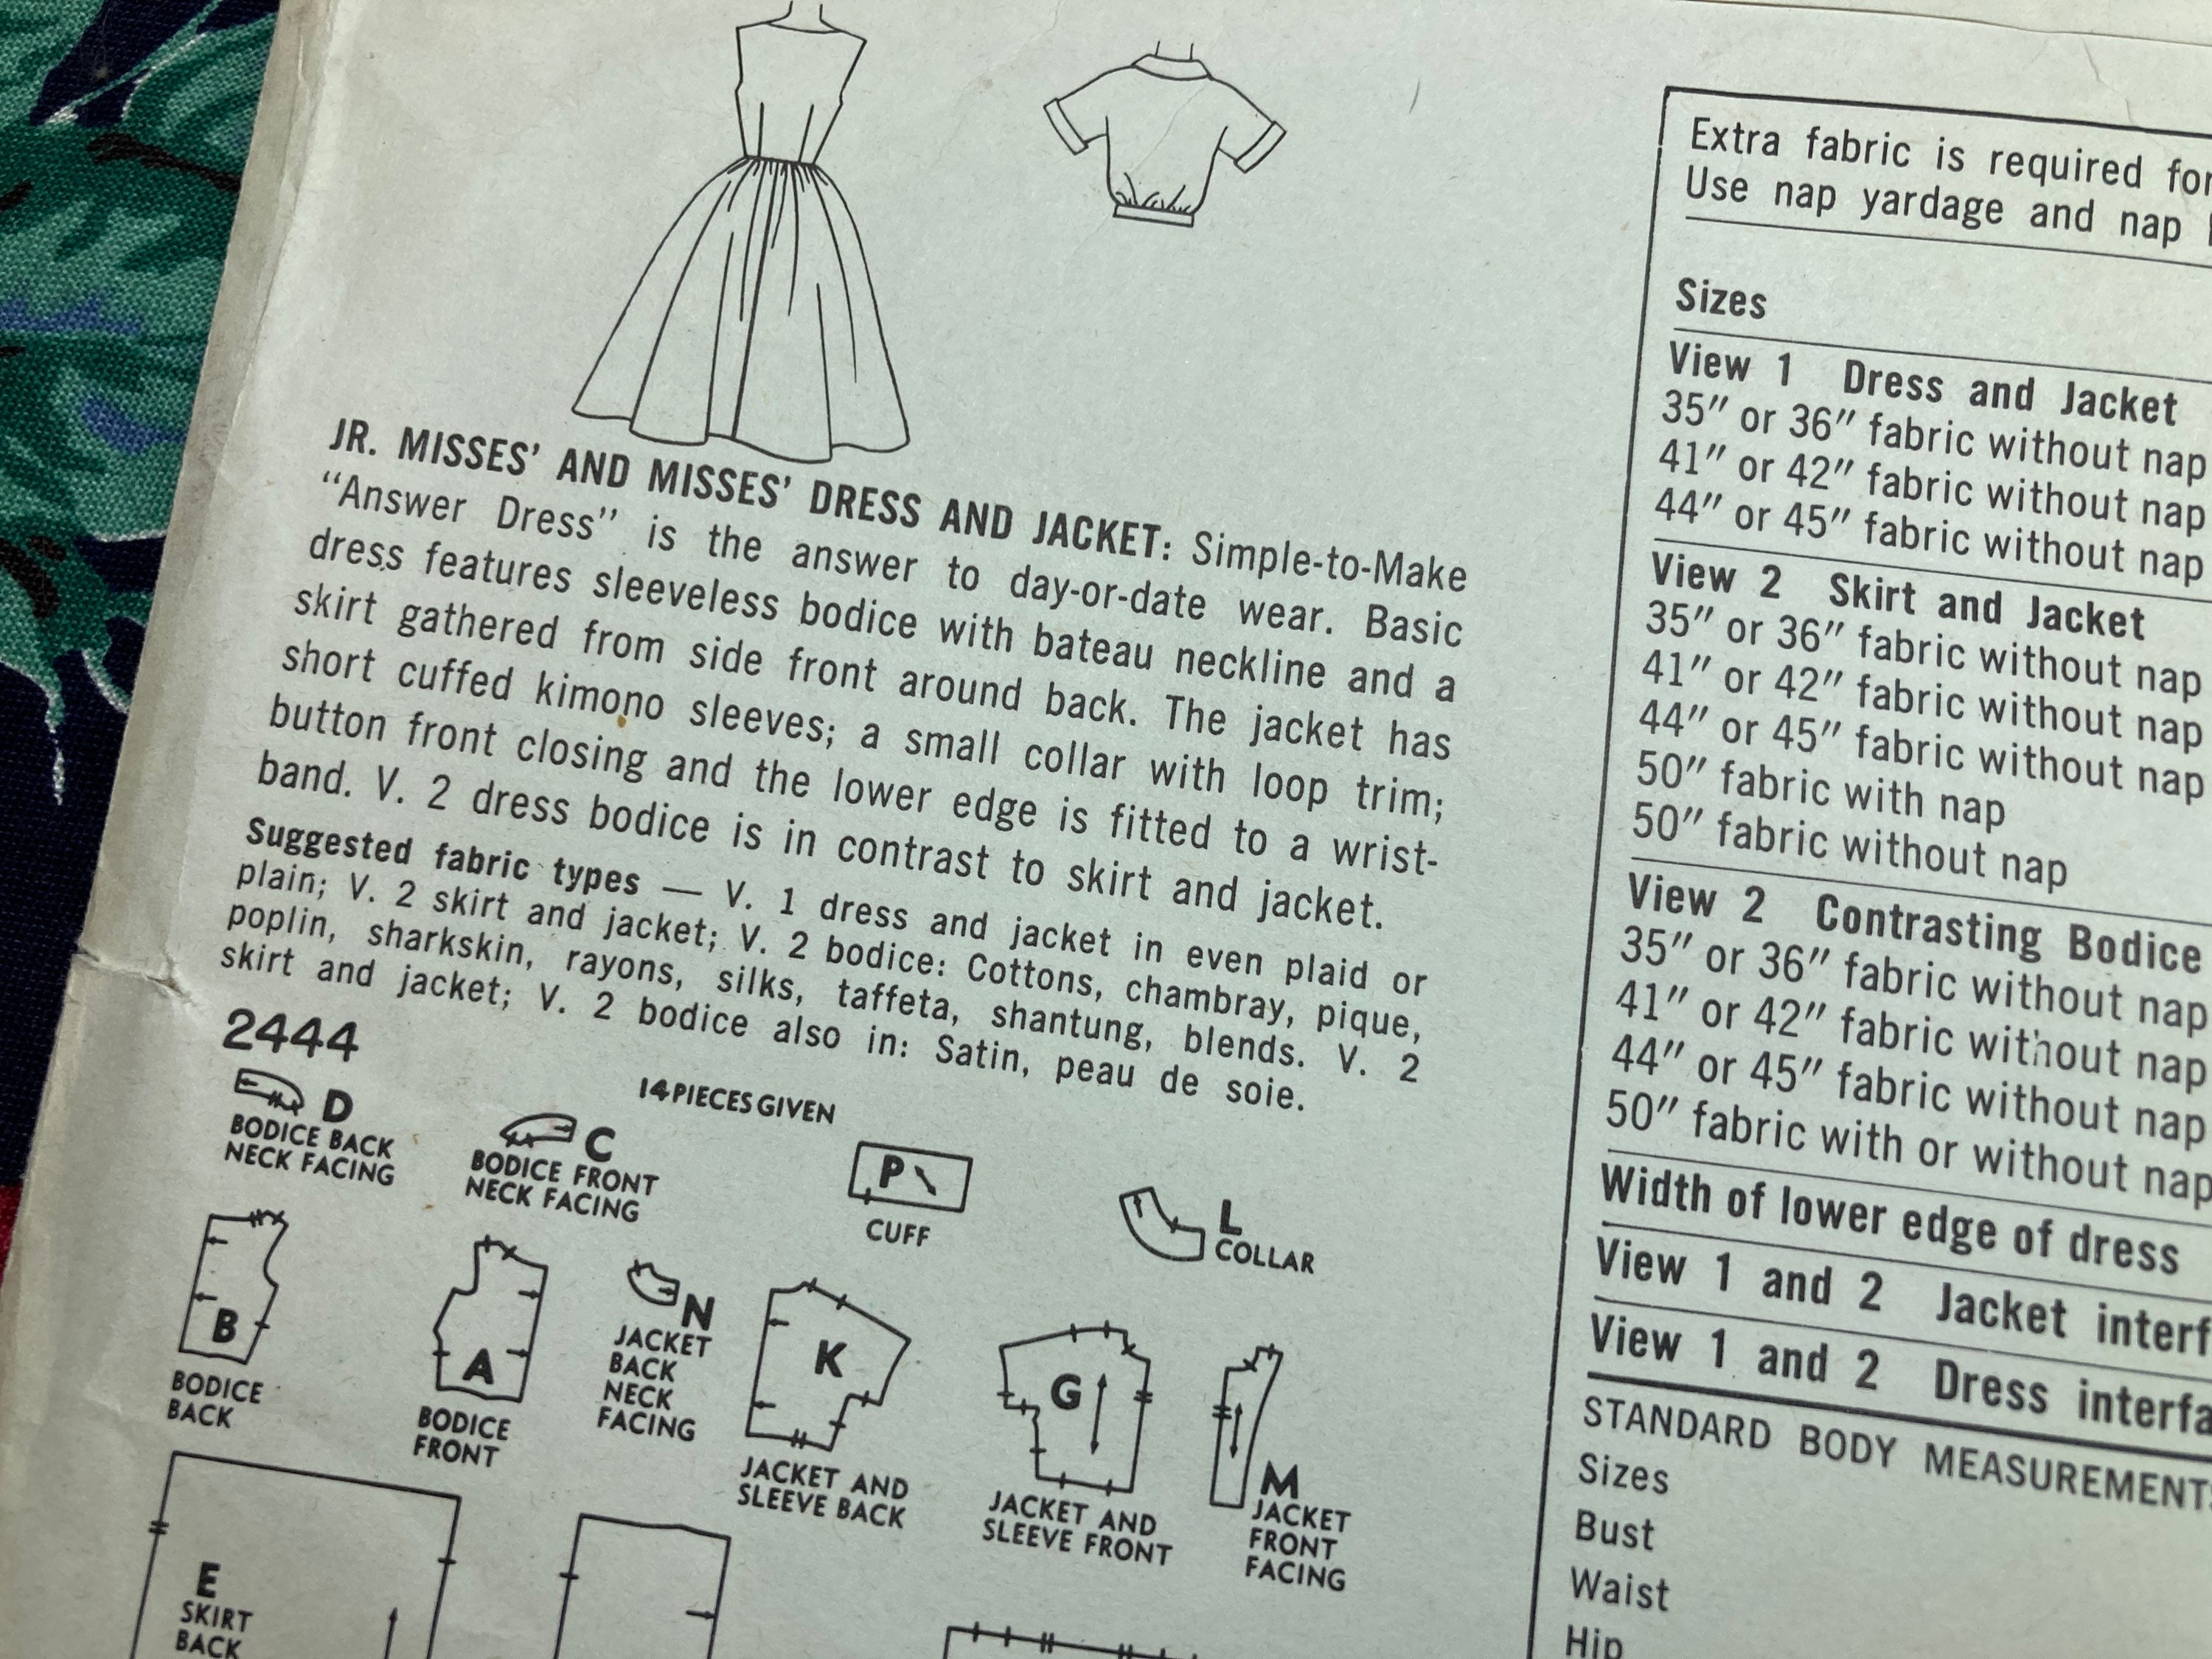 JR. MISSES' AND MISSES' DRESS AND JACKET: Simple-to-Make
"Answer Dress" is the answer to day-or-date wear. Basic
dress features sleeveless bodice with bateau neckline and a
skirt gathered from side front around back. The jacket has
short cuffed kimono sleeves; a small collar with loop trim;
button front closing and the lower edge is fitted to a wrist-
band. V. 2 dress bodice is in contrast to skirt and jacket.
Suggested fabric types — V. 1 dress and jacket in even plaid or
plain; V. 2 skirt and jacket; V. 2 bodice: Cottons, chambray, pique,
poplin, sharkskin, rayons, silks, taffeta, shantung, blends. V. 2
skirt and jacket; V. 2 bodice also in: Satin, peau de soie.
2444
14 PIECES GIVEN
D
BODICE BACK
NECK FACING
C
BODICE FRONT
NECK FACING
P
CUFF
L
COLLAR
B
BODICE
BACK
A
BODICE
FRONT
N
JACKET
BACK
NECK
FACING
K
JACKET AND
SLEEVE BACK
G
JACKET AND
SLEEVE FRONT
M
JACKET
FRONT
FACING
E
SKIRT
BACK
Extra fabric is required for
Use nap yardage and nap
Sizes
View 1 Dress and Jacket
35" or 36" fabric without nap
41" or 42" fabric without nap
44" or 45" fabric without nap
View 2 Skirt and Jacket
35" or 36" fabric without nap
41" or 42" fabric without nap
44" or 45" fabric without nap
50" fabric with nap
50" fabric without nap
View 2 Contrasting Bodice
35" or 36" fabric without nap
41" or 42" fabric without nap
44" or 45" fabric without nap
50" fabric with or without nap
Width of lower edge of dress
View 1 and 2 Jacket interf
View 1 and 2 Dress interfa
STANDARD BODY MEASUREMENTS
Sizes
Bust
Waist
Hip